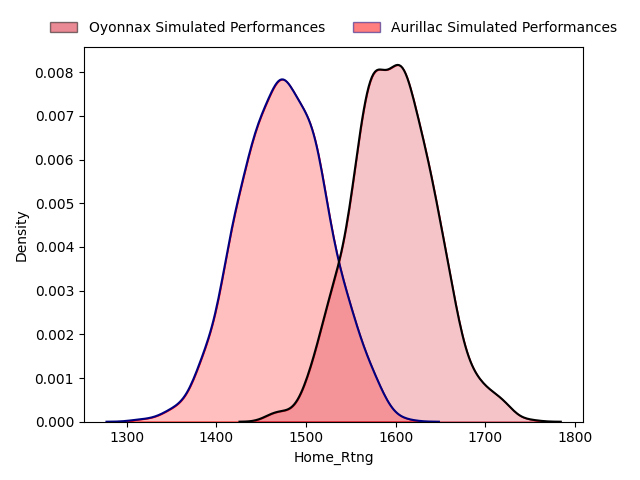 Oyonnax Simulated Performances Aurillac Simulated Performances
0.008
0.007
0.006
0.005
0.004
0.003
0.002
0.001
0.000
Density
1300 1400 1500 1600 1700 1800
Home_Rtng